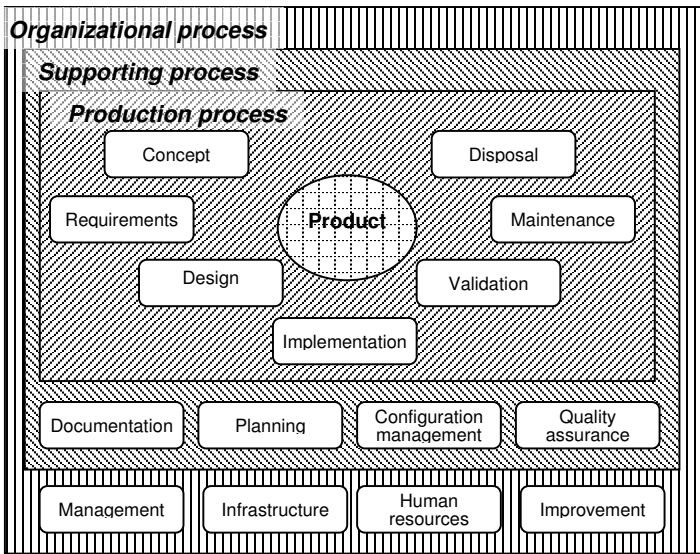 Organizational process
Supporting process
Production process
Concept
Disposal
Requirements
Product
Maintenance
Design
Validation
Implementation
Documentation
Planning
Configuration
management
Quality
assurance
Management
Infrastructure
Human
resources
Improvement